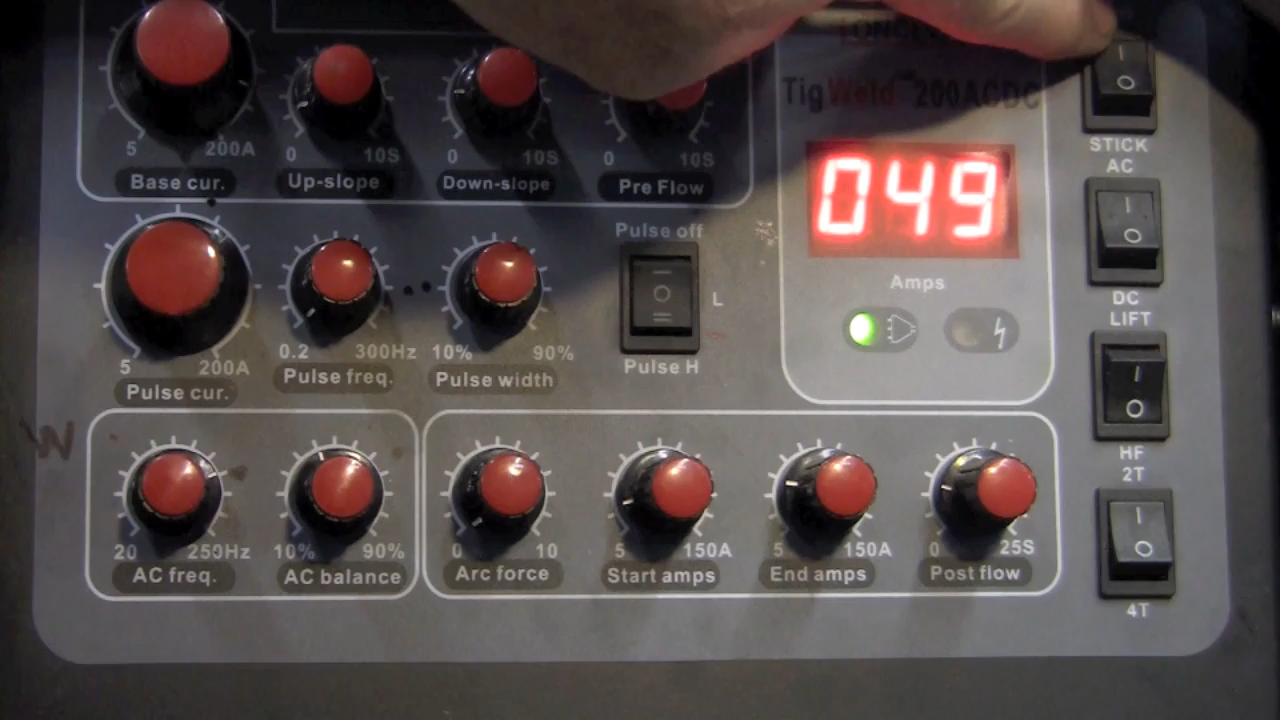 TigWeld 200ACDC
5 200A
Base cur.
0 10S
Up-slope
0 10S
Down-slope
0 10S
Pre Flow
049
Amps
5 200A
Pulse cur.
0.2 300Hz
Pulse freq.
10% 90%
Pulse width
Pulse off
L
Pulse H
W
20 250Hz
AC freq.
10% 90%
AC balance
0 10
Arc force
5 150A
Start amps
5 150A
End amps
0 25S
Post flow
I
O
STICK
AC
I
O
DC
LIFT
I
O
HF
2T
I
O
4T